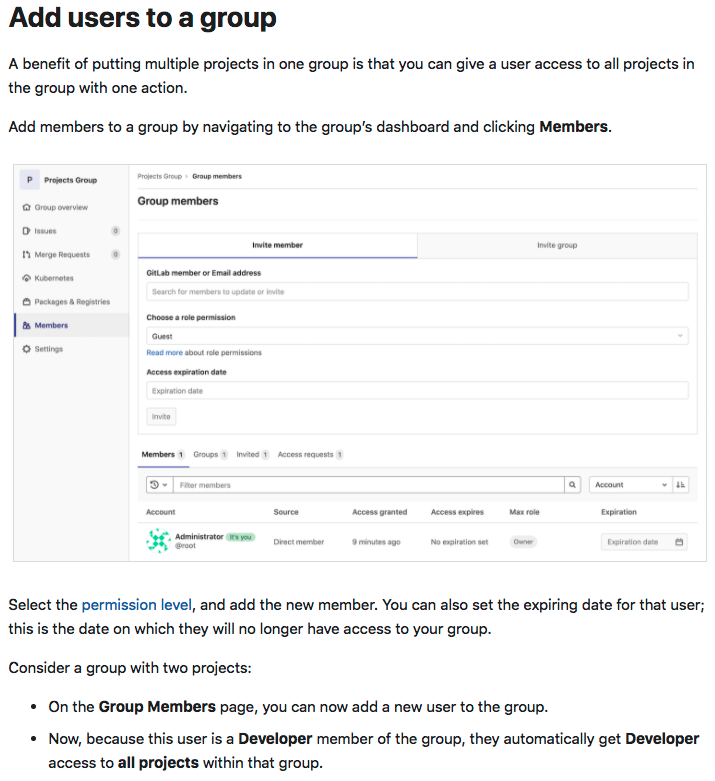 Add users to a group
A benefit of putting multiple projects in one group is that you can give a user access to all projects in
the group with one action.
Add members to a group by navigating to the group’s dashboard and clicking Members.
P Projects Group
Group overview
Issues 0
Merge Requests 0
Kubernetes
Packages & Registries
Members
Settings
Projects Group › Group members
Group members
Invite member Invite group
GitLab member or Email address
Search for members to update or invite
Choose a role permission
Guest
Read more about role permissions
Access expiration date
Expiration date
Invite
Members 1 Groups 1 Invited 1 Access requests 1
Filter members Account
Account Source Access granted Access expires Max role Expiration
Administrator It's you
@root Direct member 9 minutes ago No expiration set Owner Expiration date
Select the permission level, and add the new member. You can also set the expiring date for that user;
this is the date on which they will no longer have access to your group.
Consider a group with two projects:
• On the Group Members page, you can now add a new user to the group.
• Now, because this user is a Developer member of the group, they automatically get Developer
access to all projects within that group.